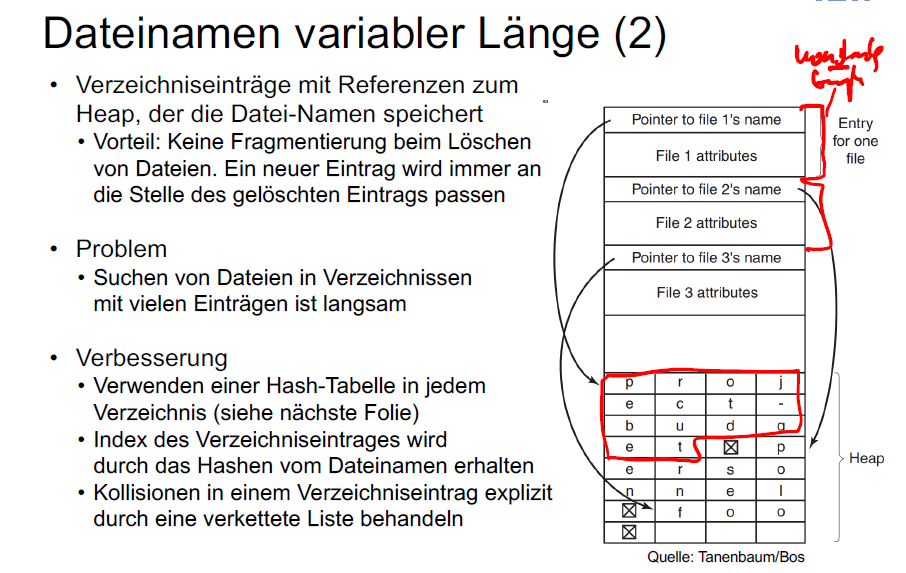 Dateinamen variabler Länge (2)
• Verzeichniseinträge mit Referenzen zum
Heap, der die Datei-Namen speichert
• Vorteil: Keine Fragmentierung beim Löschen
von Dateien. Ein neuer Eintrag wird immer an
die Stelle des gelöschten Eintrags passen
• Problem
• Suchen von Dateien in Verzeichnissen
mit vielen Einträgen ist langsam
• Verbesserung
• Verwenden einer Hash-Tabelle in jedem
Verzeichnis (siehe nächste Folie)
• Index des Verzeichniseintrages wird
durch das Hashen vom Dateinamen erhalten
• Kollisionen in einem Verzeichniseintrag explizit
durch eine verkettete Liste behandeln
Pointer to file 1's name
File 1 attributes
Pointer to file 2's name
File 2 attributes
Pointer to file 3's name
File 3 attributes
Entry
for one
file
p r o j
e c t -
b u d g
e t ☒ p
e r s o
n n e l
☒ f o o
☒
Heap
Quelle: Tanenbaum/Bos